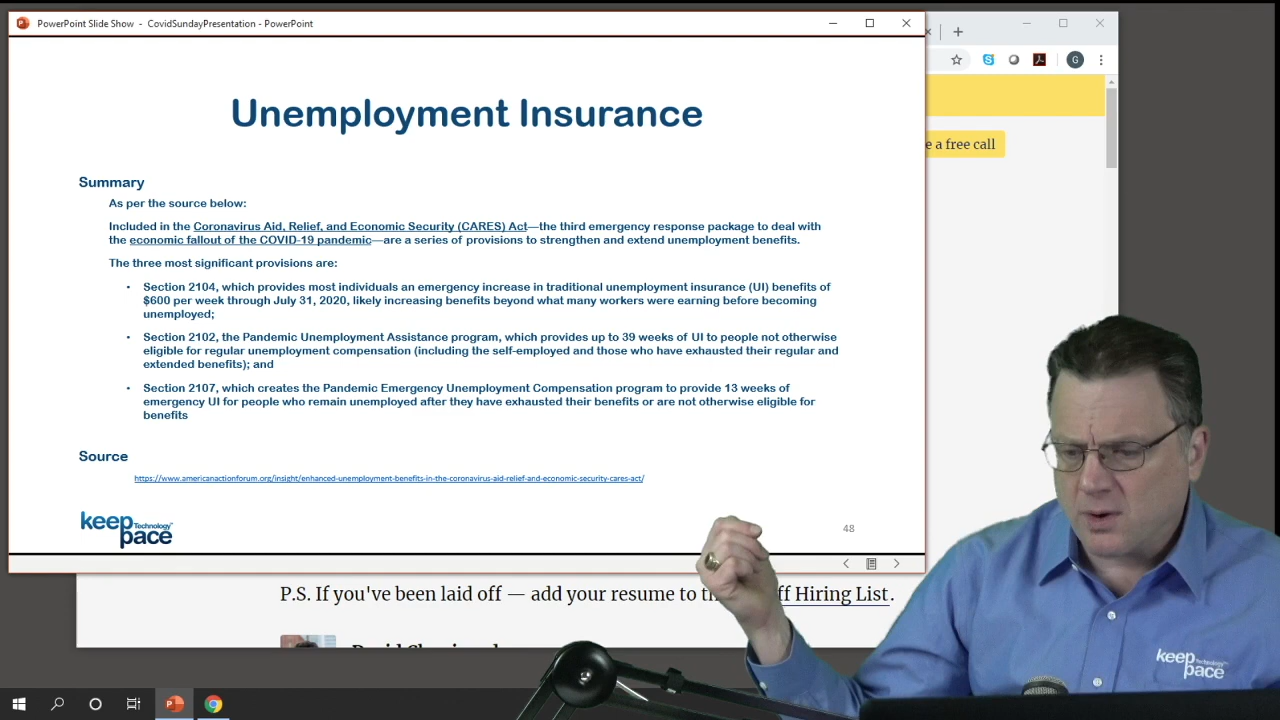 PowerPoint Slide Show - CovidSundayPresentation - PowerPoint
Unemployment Insurance
Summary
As per the source below:
Included in the Coronavirus Aid, Relief, and Economic Security (CARES) Act—the third emergency response package to deal with
the economic fallout of the COVID-19 pandemic—are a series of provisions to strengthen and extend unemployment benefits.
The three most significant provisions are:
• Section 2104, which provides most individuals an emergency increase in traditional unemployment insurance (UI) benefits of
$600 per week through July 31, 2020, likely increasing benefits beyond what many workers were earning before becoming
unemployed;
• Section 2102, the Pandemic Unemployment Assistance program, which provides up to 39 weeks of UI to people not otherwise
eligible for regular unemployment compensation (including the self-employed and those who have exhausted their regular and
extended benefits); and
• Section 2107, which creates the Pandemic Emergency Unemployment Compensation program to provide 13 weeks of
emergency UI for people who remain unemployed after they have exhausted their benefits or are not otherwise eligible for
benefits
Source
https://www.americanactionforum.org/insight/enhanced-unemployment-benefits-in-the-coronavirus-aid-relief-and-economic-security-cares-act/
keep Technology™
pace
48
G
e a free call
P.S. If you've been laid off — add your resume to th ff Hiring List.
keep Technology™
pace